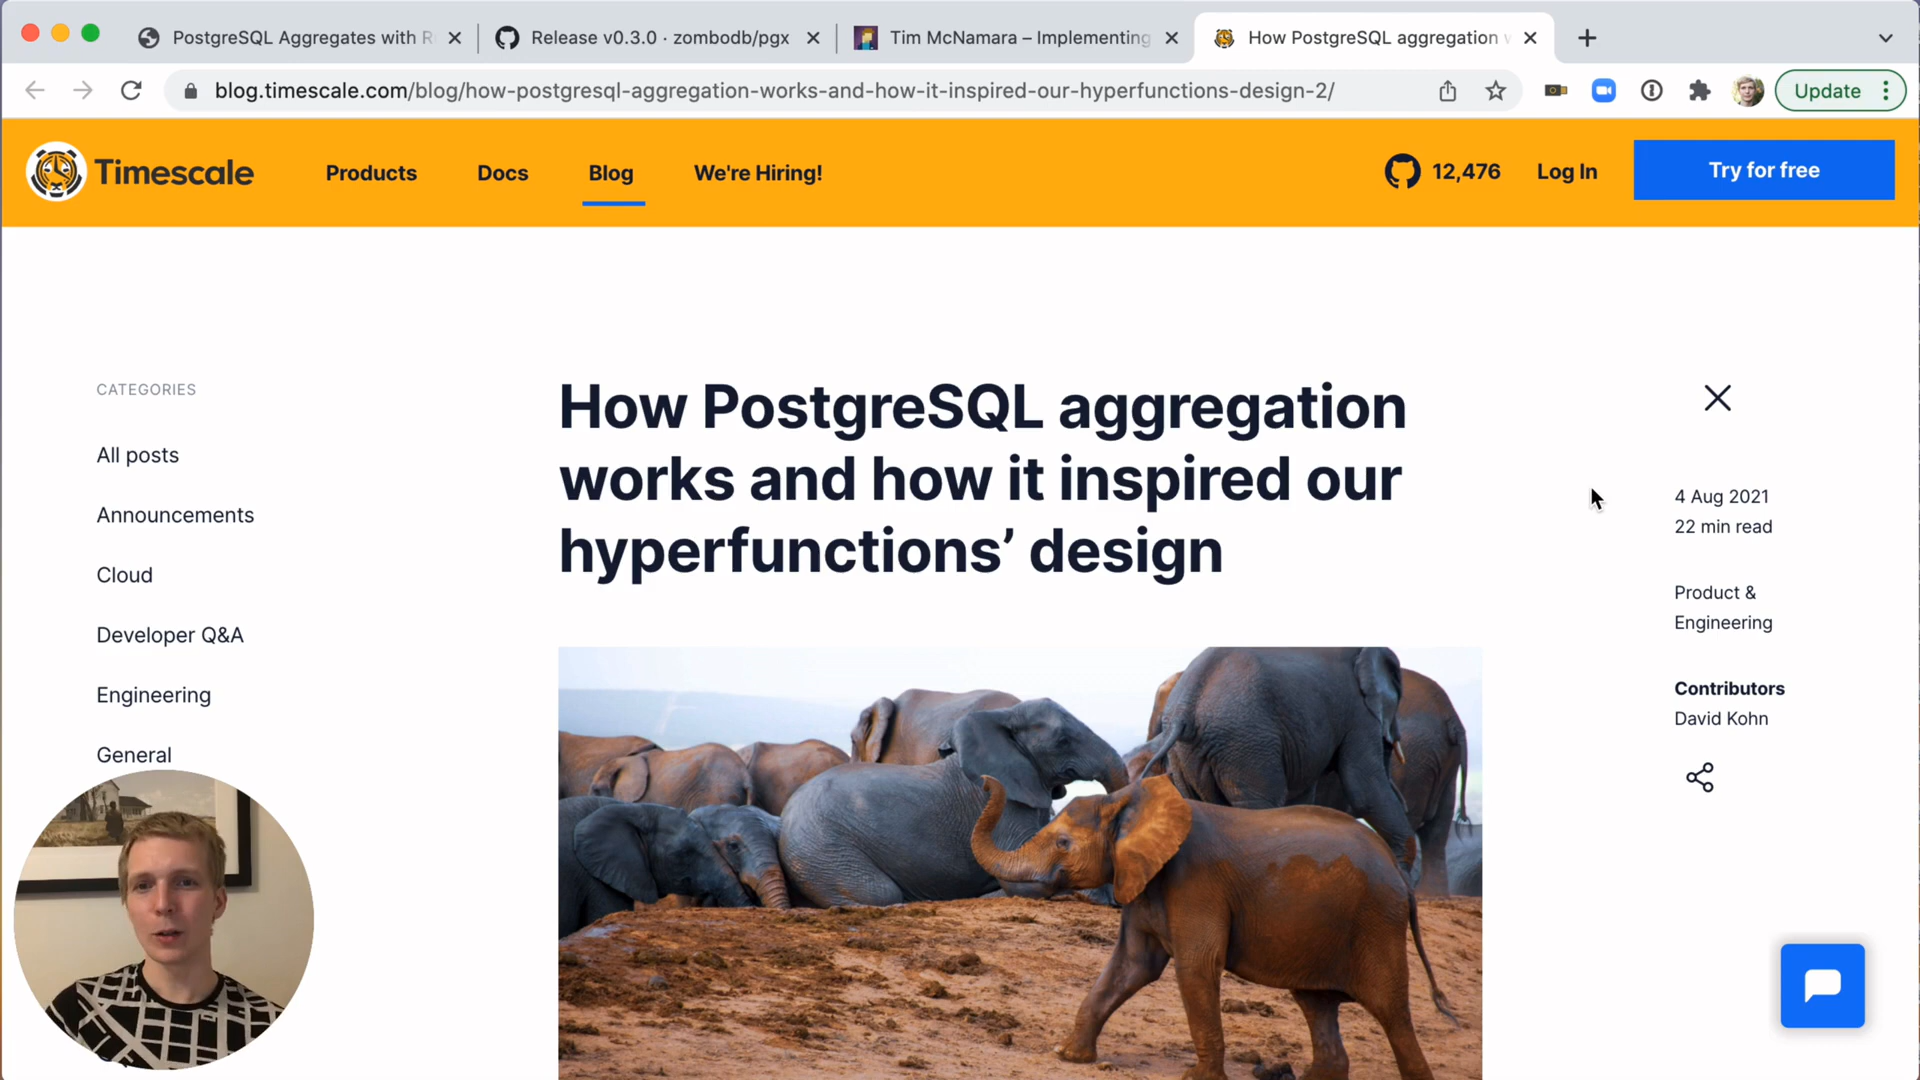 PostgreSQL Aggregates with R
Release v0.3.0 · zombodb/pgx
Tim McNamara – Implementing
How PostgreSQL aggregation w
blog.timescale.com/blog/how-postgresql-aggregation-works-and-how-it-inspired-our-hyperfunctions-design-2/
Update
Timescale
Products
Docs
Blog
We're Hiring!
12,476
Log In
Try for free
CATEGORIES
All posts
Announcements
Cloud
Developer Q&A
Engineering
General
How PostgreSQL aggregation
works and how it inspired our
hyperfunctions’ design
4 Aug 2021
22 min read
Product &
Engineering
Contributors
David Kohn